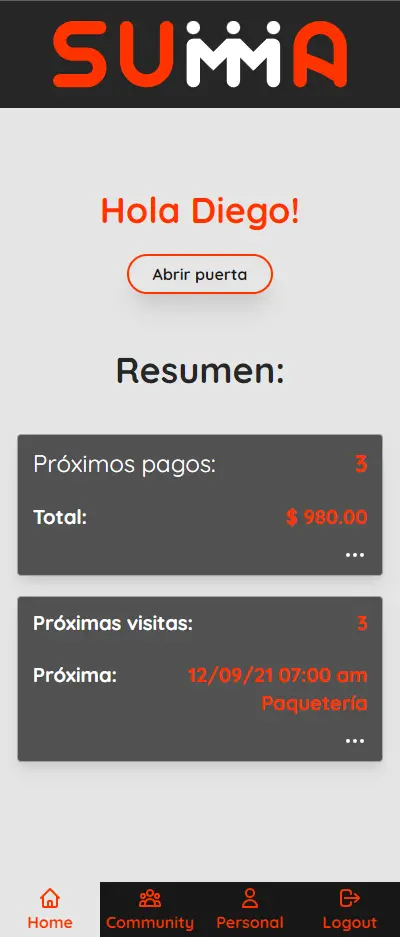 SUMMA
Hola Diego!
Abrir puerta
Resumen:
Próximos pagos: 3
Total: $ 980.00
...
Próximas visitas: 3
Próxima: 12/09/21 07:00 am
Paquetería
...
Home Community Personal Logout